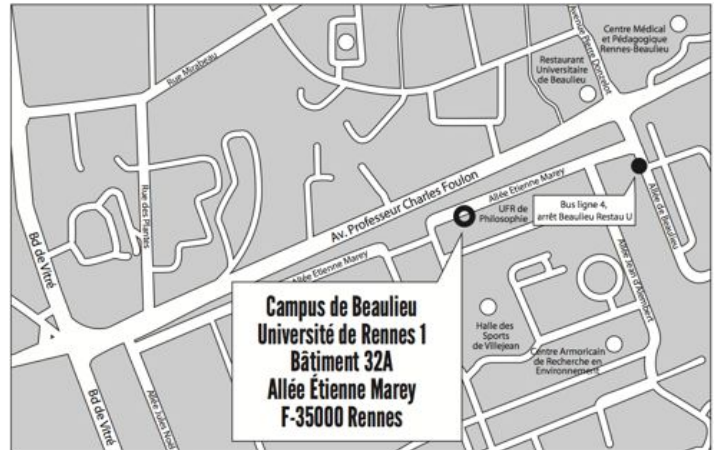 Avenue Pierre Donzelot
Centre Médical
et Pédagogique
Rennes-Beaulieu
Restaurant
Universitaire
de Beaulieu
Rue Mirabeau
Rue des Plantes
Bd de Vitré
Av. Professeur Charles Foulon
Allée Etienne Marey
UFR de
Philosophie
Bus ligne 4,
arrêt Beaulieu Restau U
Allée de Beaulieu
Allée Etienne Marey
Allée Jean d'Alembert
Campus de Beaulieu
Université de Rennes 1
Bâtiment 32A
Allée Étienne Marey
F-35000 Rennes
Halle des
Sports
de Villejean
Centre Armoricain
de Recherche en
Environnement
Bd de Vitré
Allée Jules Noël